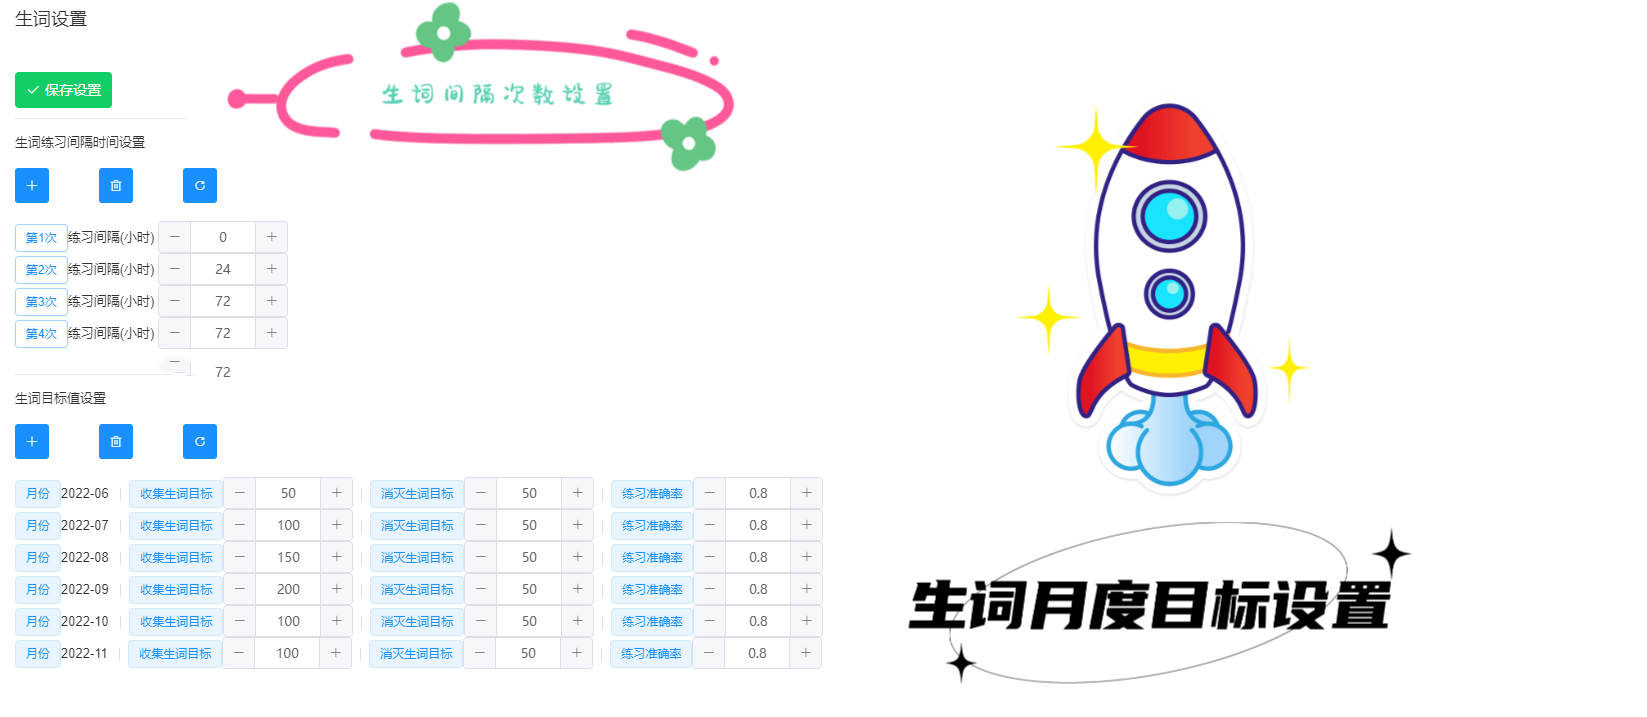 生词设置
保存设置
生词间隔次数设置
生词练习间隔时间设置
第1次 练习间隔(小时) 0
第2次 练习间隔(小时) 24
第3次 练习间隔(小时) 72
第4次 练习间隔(小时) 72
72
生词目标值设置
月份 2022-06 收集生词目标 50 消灭生词目标 50 练习准确率 0.8
月份 2022-07 收集生词目标 100 消灭生词目标 50 练习准确率 0.8
月份 2022-08 收集生词目标 150 消灭生词目标 50 练习准确率 0.8
月份 2022-09 收集生词目标 200 消灭生词目标 50 练习准确率 0.8
月份 2022-10 收集生词目标 100 消灭生词目标 50 练习准确率 0.8
月份 2022-11 收集生词目标 100 消灭生词目标 50 练习准确率 0.8
生词月度目标设置